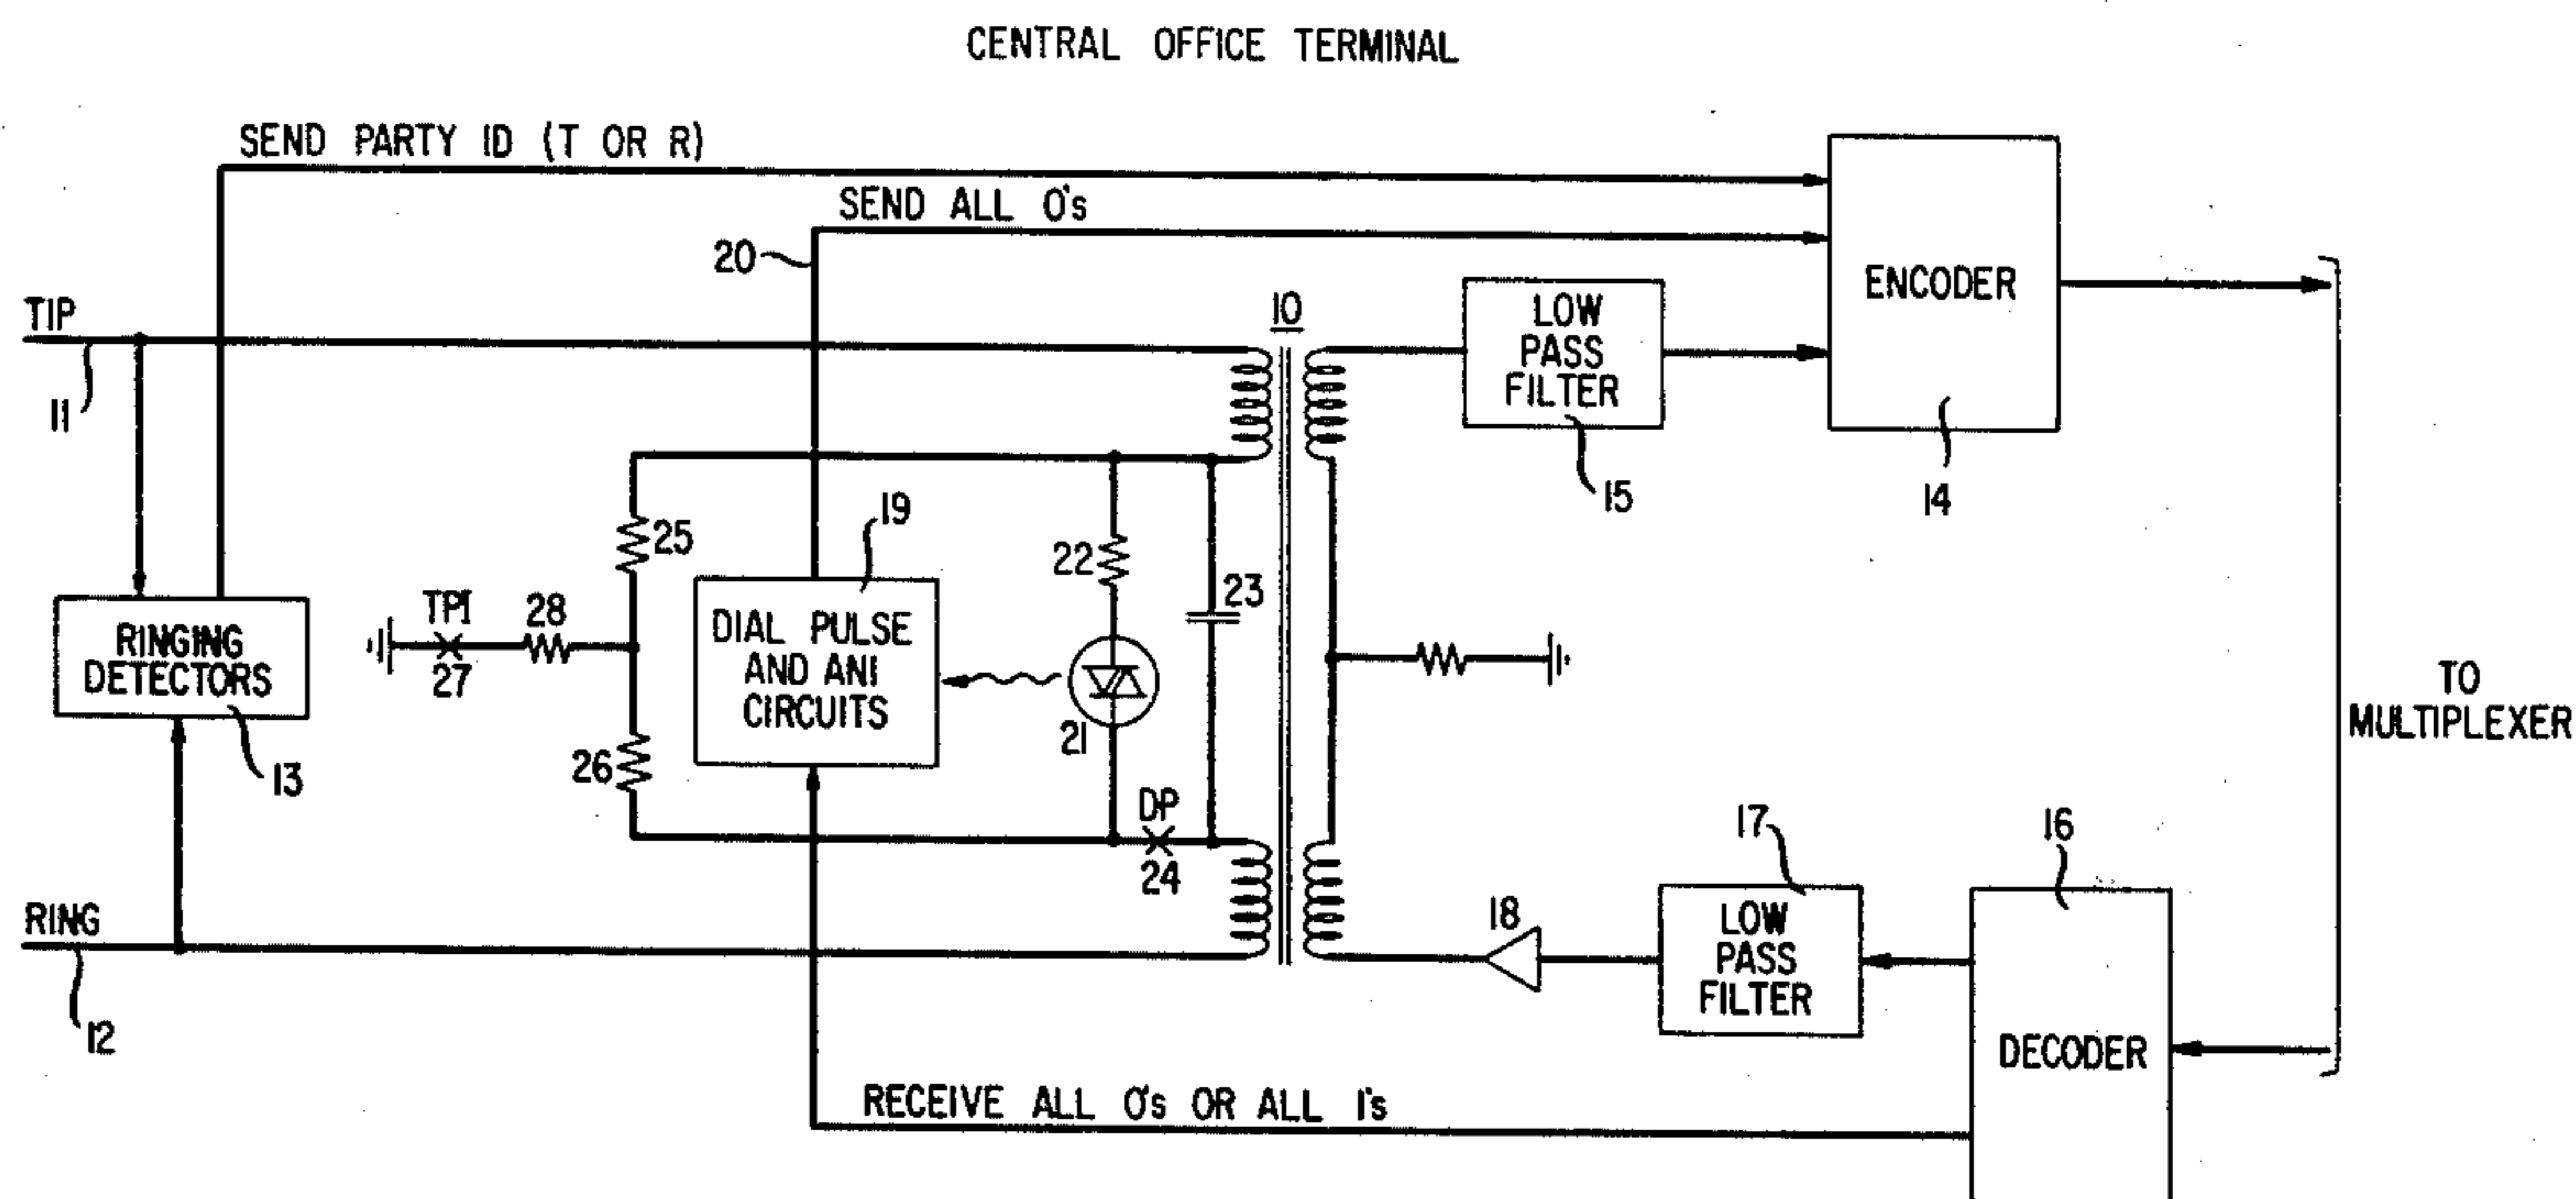 CENTRAL OFFICE TERMINAL
SEND PARTY ID (T OR R)
SEND ALL 0's
20
TIP
11
10
LOW
PASS
FILTER
15
ENCODER
14
25
19
22
23
TPI
28
27
RINGING
DETECTORS
13
DIAL PULSE
AND ANI
CIRCUITS
21
26
DP
24
TO
MULTIPLEXER
RING
12
18
17
LOW
PASS
FILTER
16
DECODER
RECEIVE ALL 0's OR ALL 1's